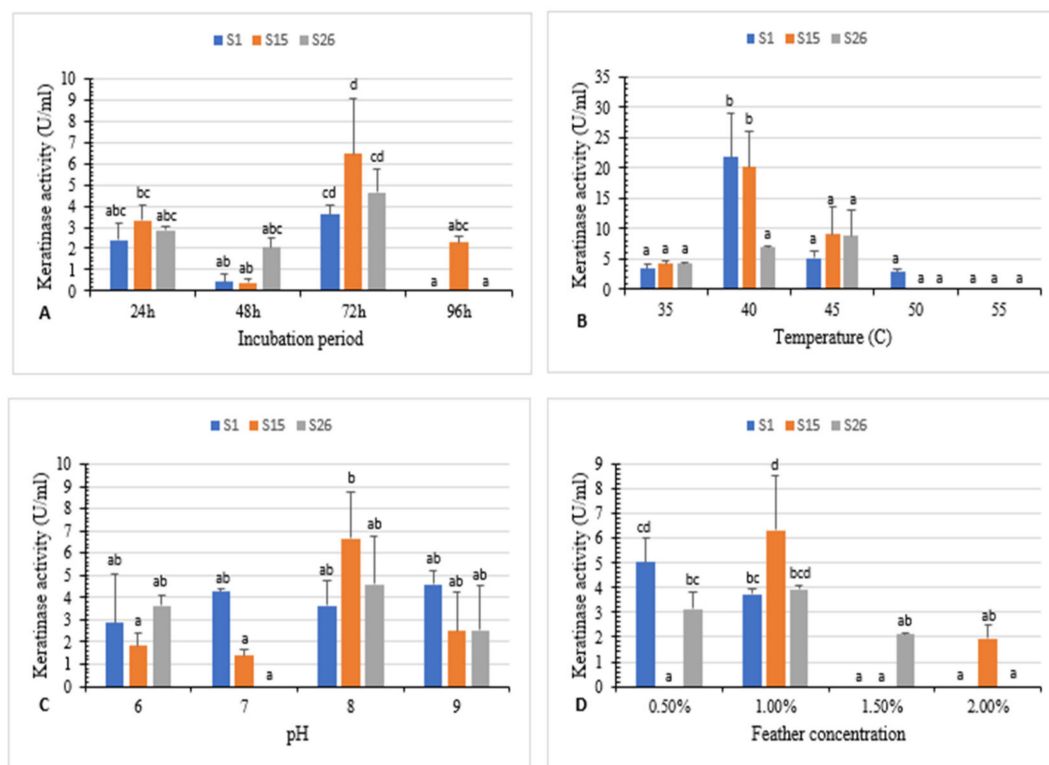 S1 S15 S26
Keratinase activity (U/ml)
10
9
8
7
6
5
4
3
2
1
0
abc bc abc
ab ab abc
cd d cd
a abc a
24h 48h 72h 96h
A
Incubation period
S1 S15 S26
Keratinase activity (U/ml)
35
30
25
20
15
10
5
0
a a a
b b a
a a a
a a a
a a a
35 40 45 50 55
B
Temperature (C)
S1 S15 S26
Keratinase activity (U/ml)
10
9
8
7
6
5
4
3
2
1
0
ab a ab
ab a a
ab b ab
ab ab ab
6 7 8 9
C
pH
S1 S15 S26
Keratinase activity (U/ml)
9
8
7
6
5
4
3
2
1
0
cd a bc
bc d bcd
a a ab
a ab a
0.50% 1.00% 1.50% 2.00%
D
Feather concentration